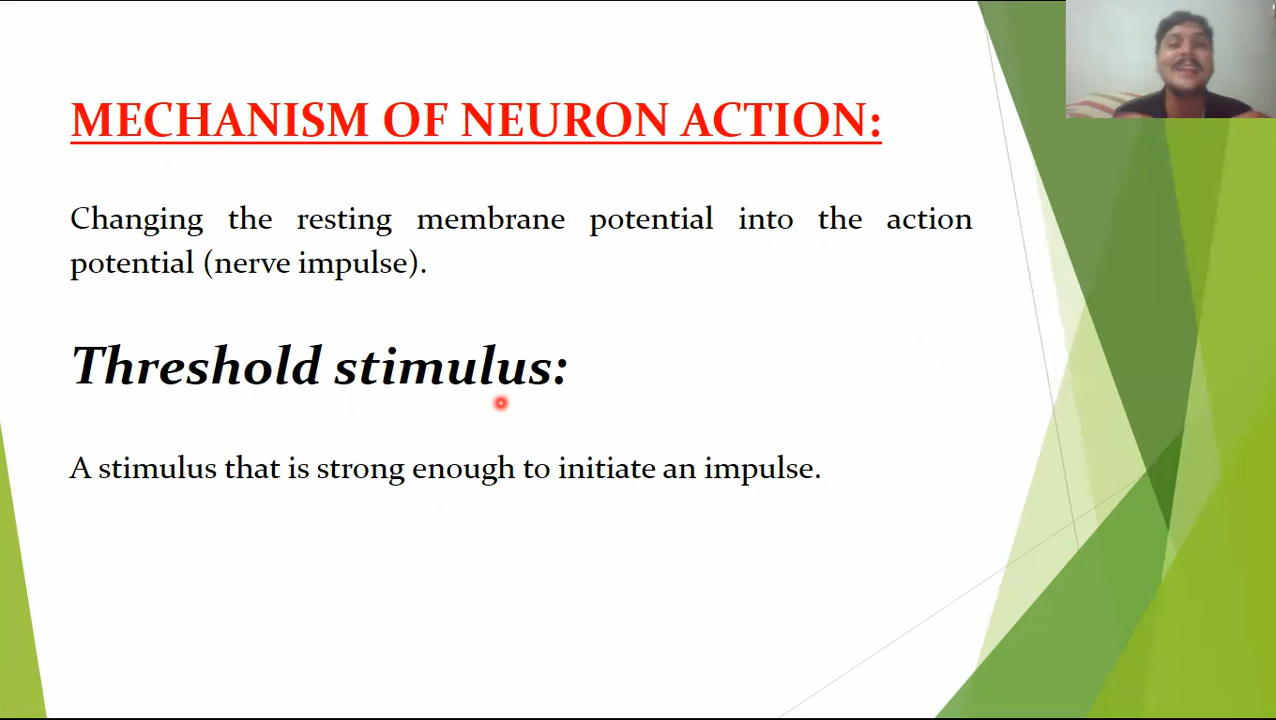 MECHANISM OF NEURON ACTION:
Changing the resting membrane potential into the action
potential (nerve impulse).
Threshold stimulus:
A stimulus that is strong enough to initiate an impulse.